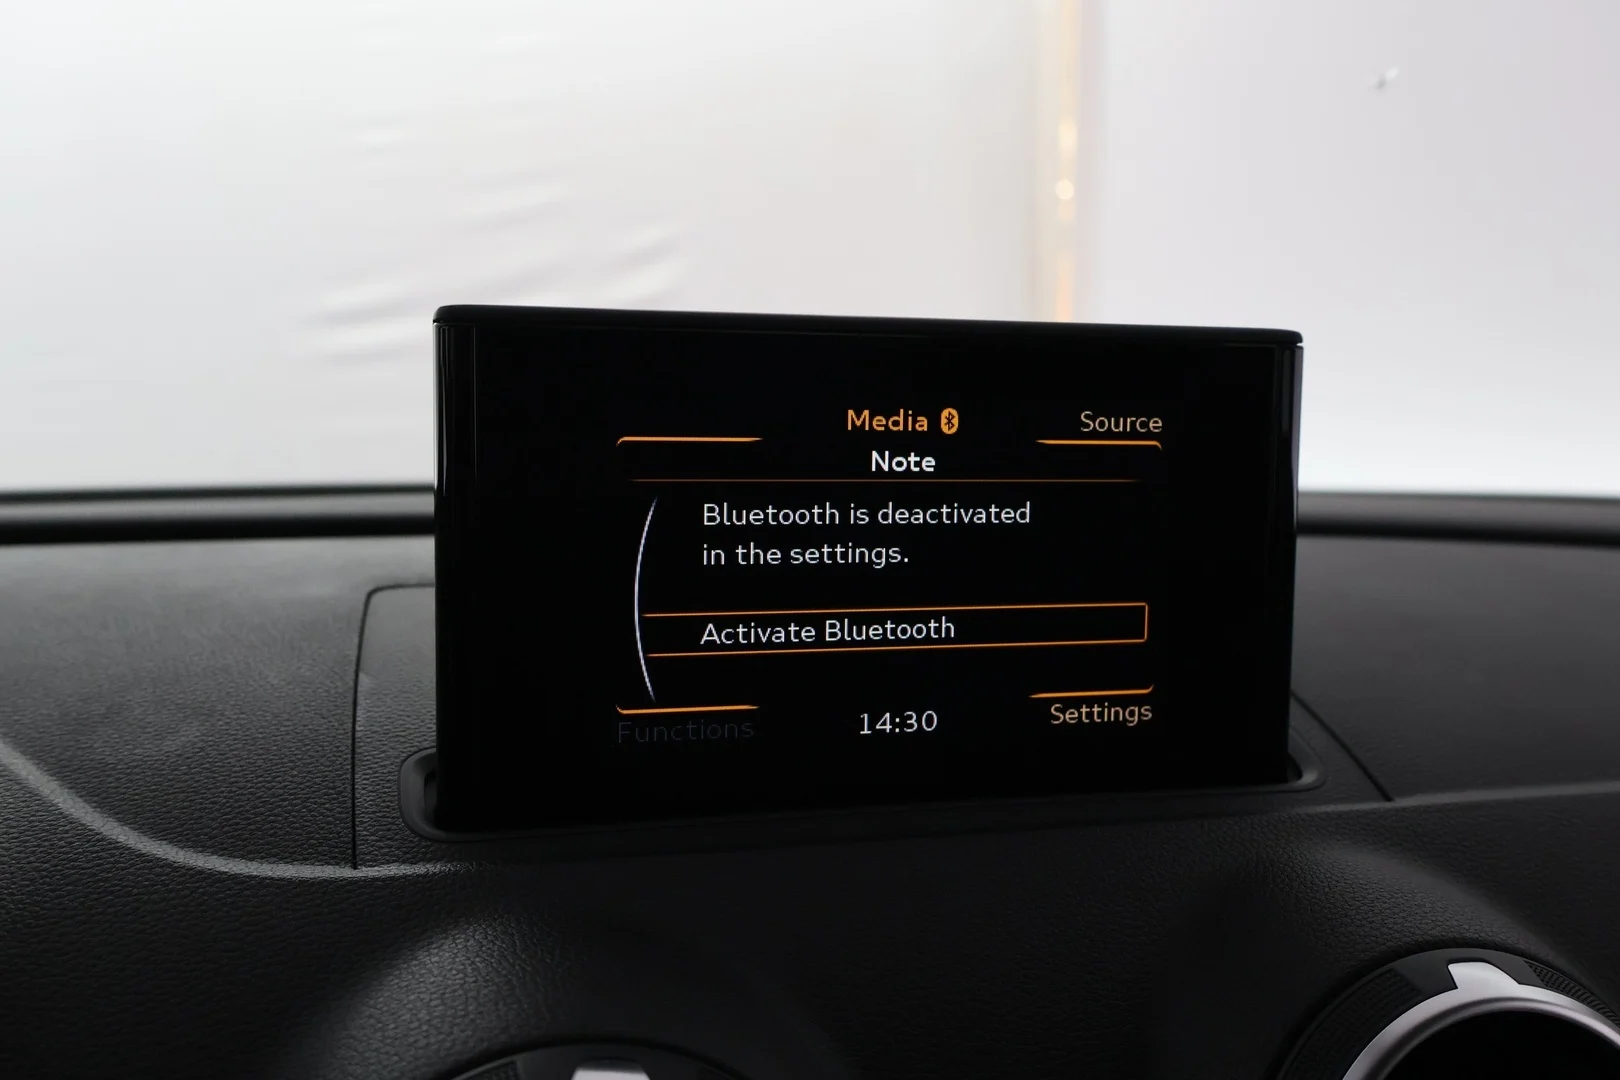 Media
Source
Note
Bluetooth is deactivated
in the settings.
Activate Bluetooth
Functions
14:30
Settings